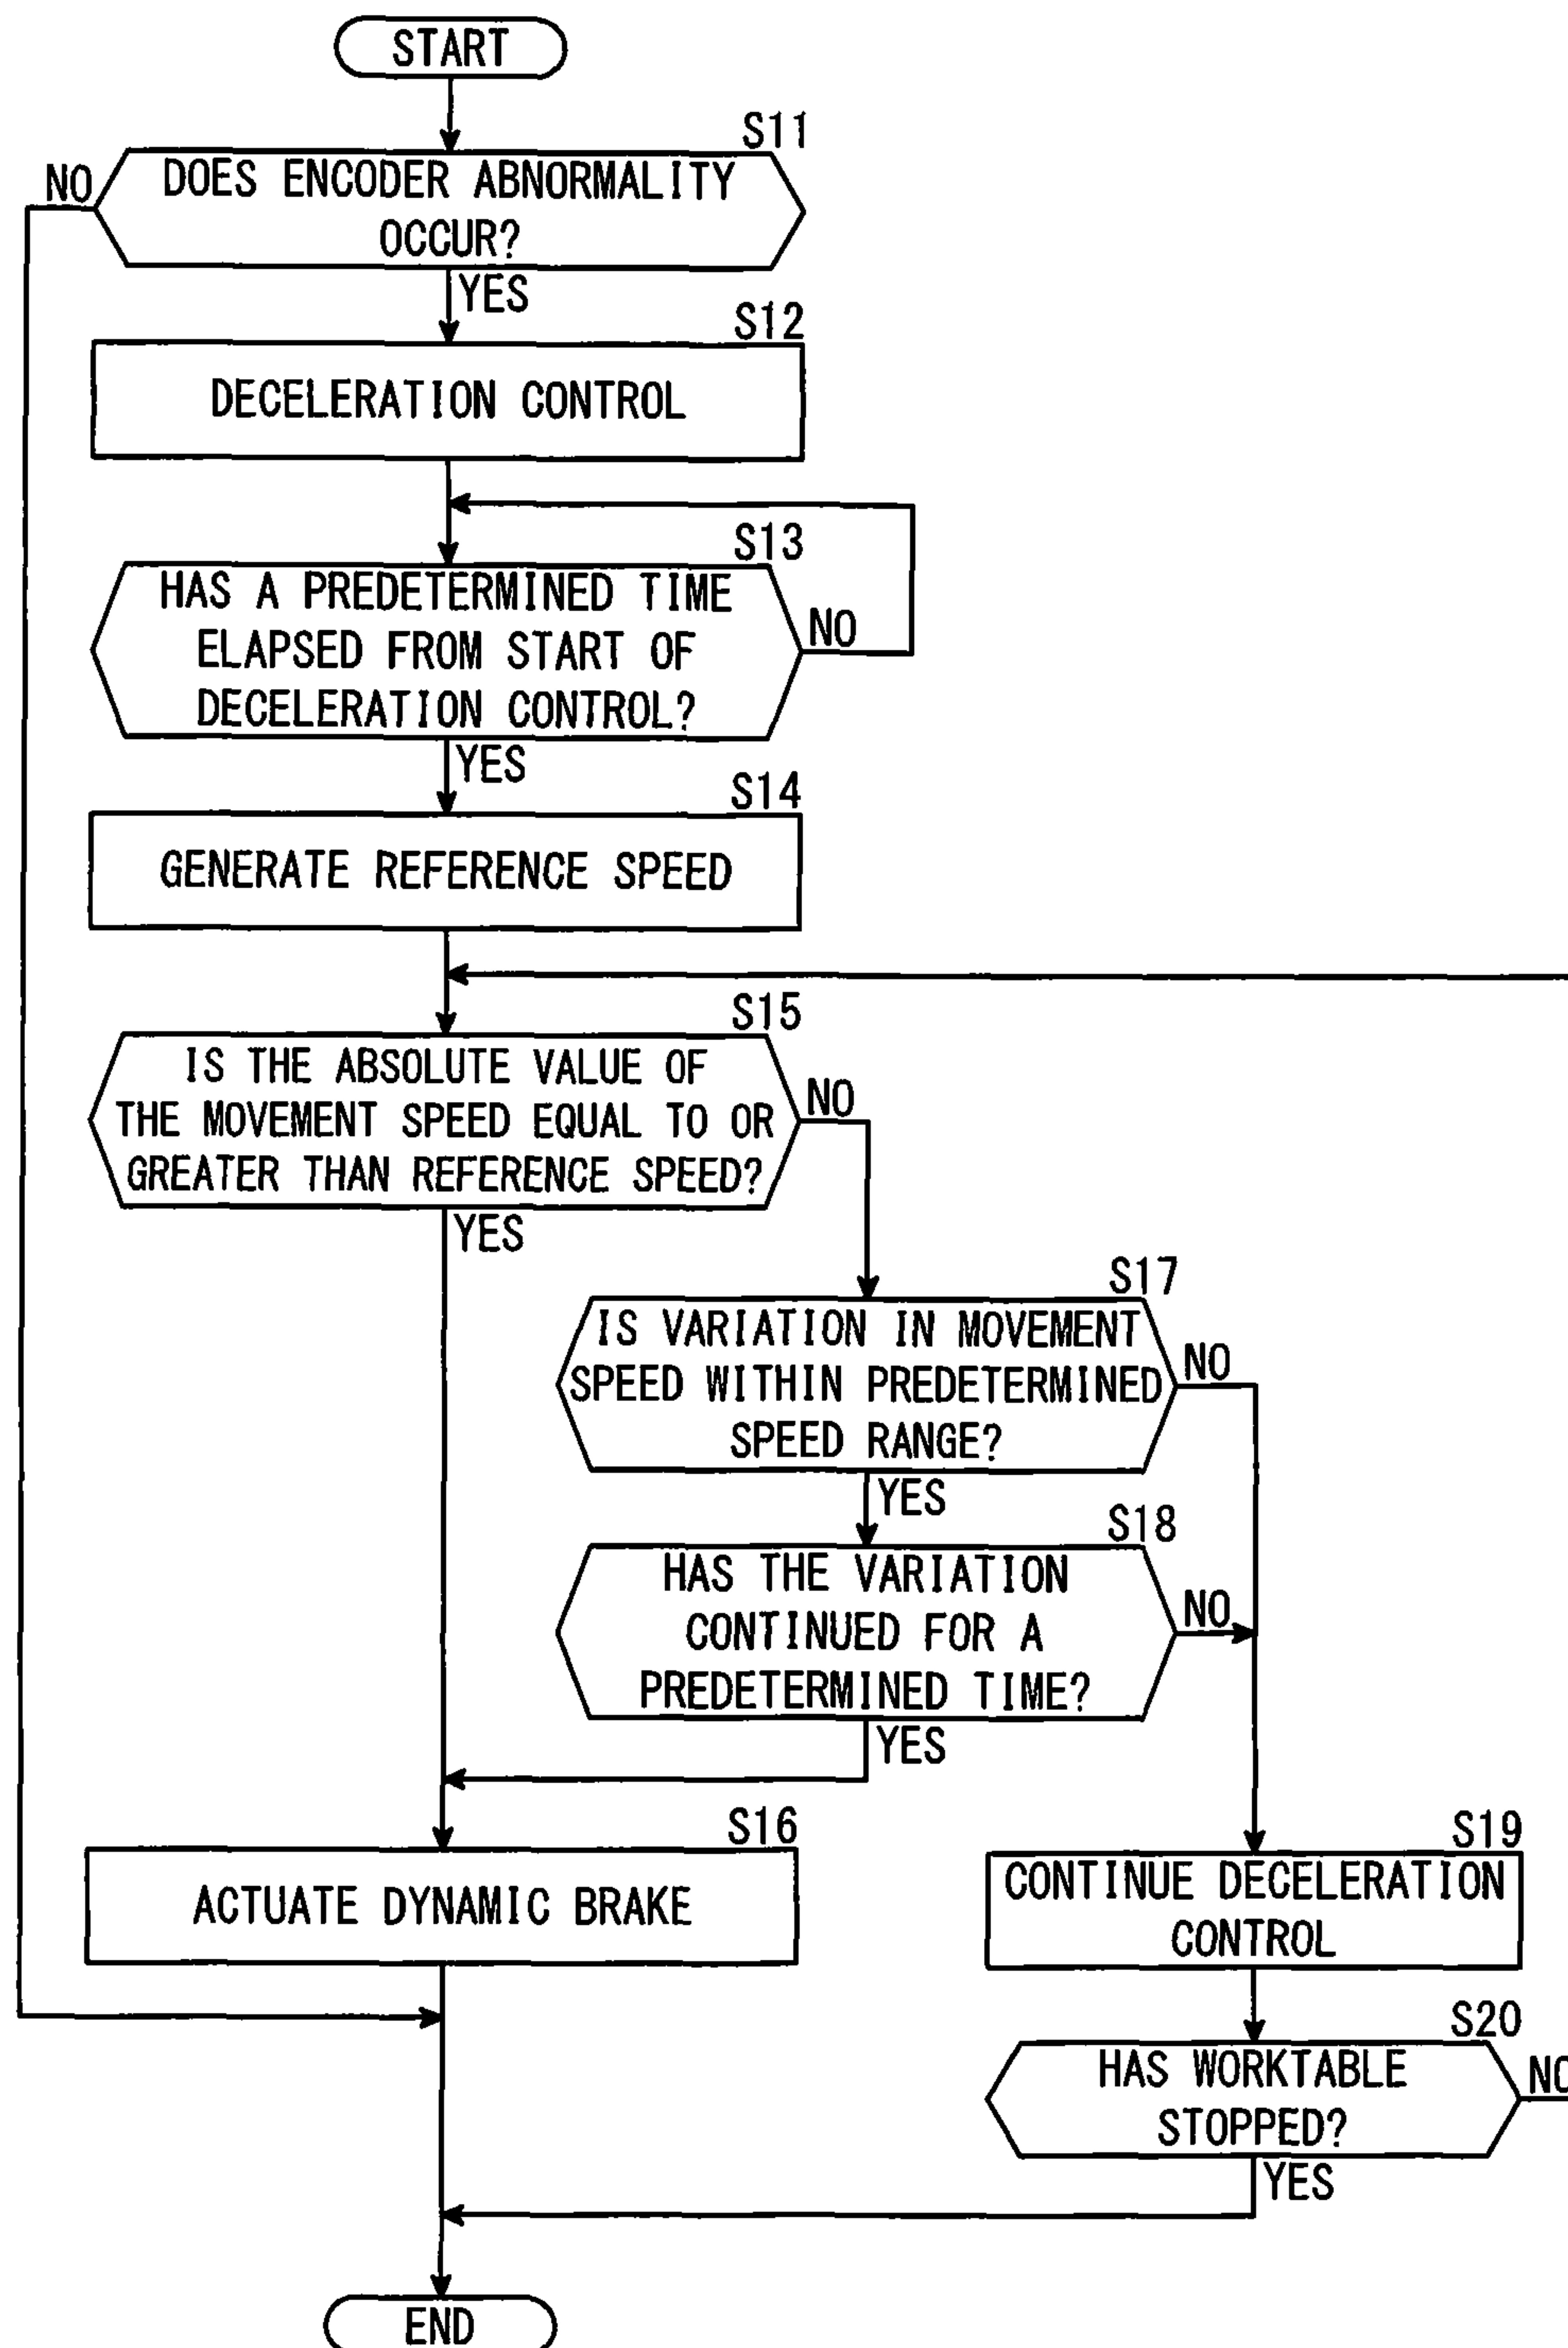 START
S11
NO
DOES ENCODER ABNORMALITY
OCCUR?
YES
S12
DECELERATION CONTROL
S13
HAS A PREDETERMINED TIME
ELAPSED FROM START OF
DECELERATION CONTROL?
NO
YES
S14
GENERATE REFERENCE SPEED
S15
IS THE ABSOLUTE VALUE OF
THE MOVEMENT SPEED EQUAL TO OR
GREATER THAN REFERENCE SPEED?
NO
YES
S17
IS VARIATION IN MOVEMENT
SPEED WITHIN PREDETERMINED
SPEED RANGE?
NO
YES
S18
HAS THE VARIATION
CONTINUED FOR A
PREDETERMINED TIME?
NO
YES
S16
ACTUATE DYNAMIC BRAKE
S19
CONTINUE DECELERATION
CONTROL
S20
HAS WORKTABLE
STOPPED?
NO
YES
END